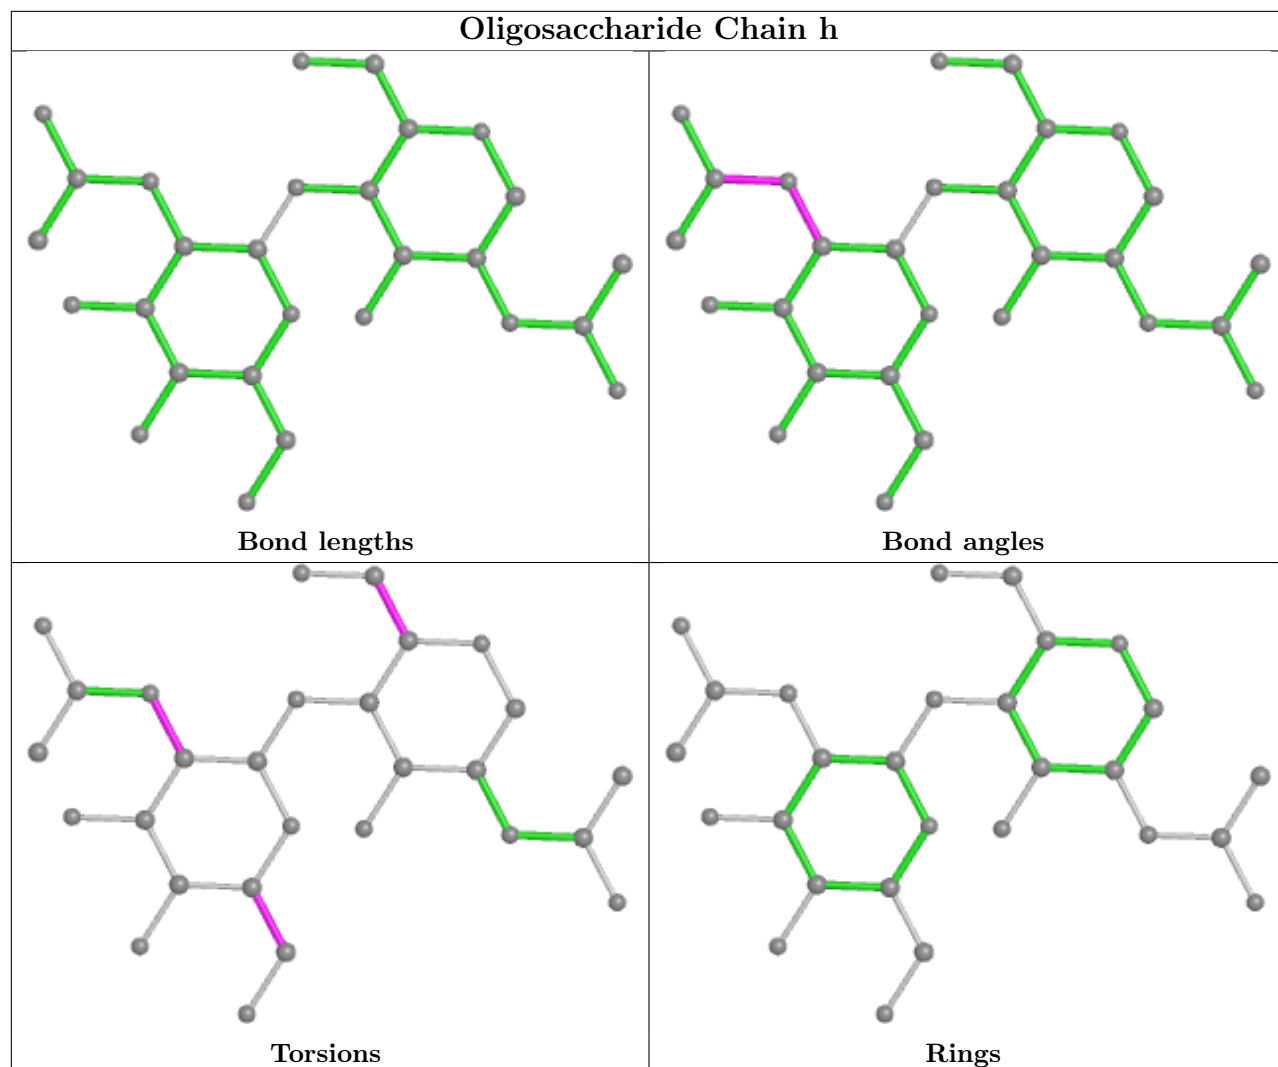 Oligosaccharide Chain h
Bond lengths
Bond angles
Torsions
Rings